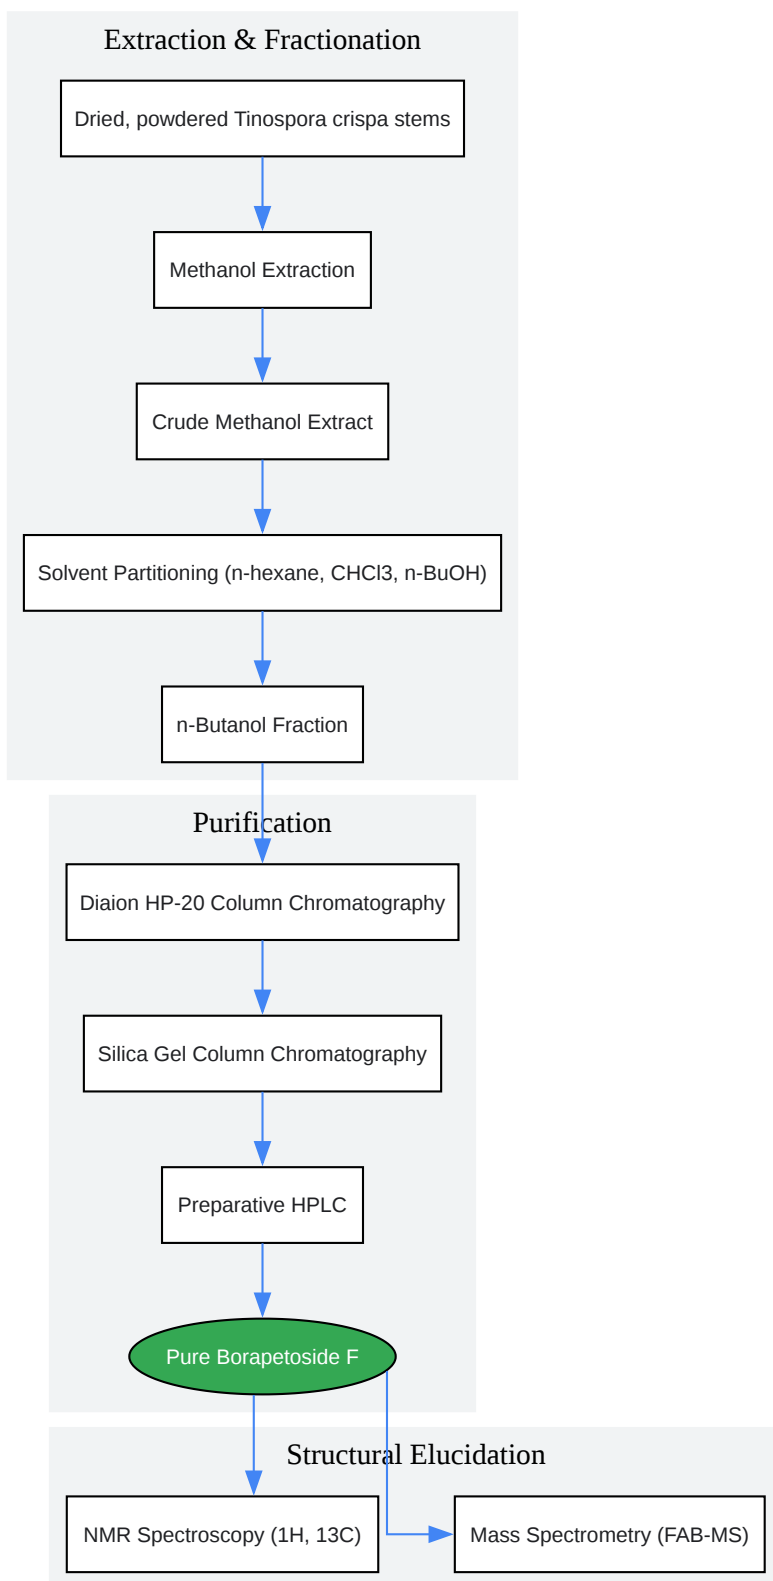 Extraction & Fractionation
Dried, powdered Tinospora crispa stems
Methanol Extraction
Crude Methanol Extract
Solvent Partitioning (n-hexane, CHCl3, n-BuOH)
n-Butanol Fraction
Purification
Diaion HP-20 Column Chromatography
Silica Gel Column Chromatography
Preparative HPLC
Pure Borapetoside F
Structural Elucidation
NMR Spectroscopy (1H, 13C)
Mass Spectrometry (FAB-MS)